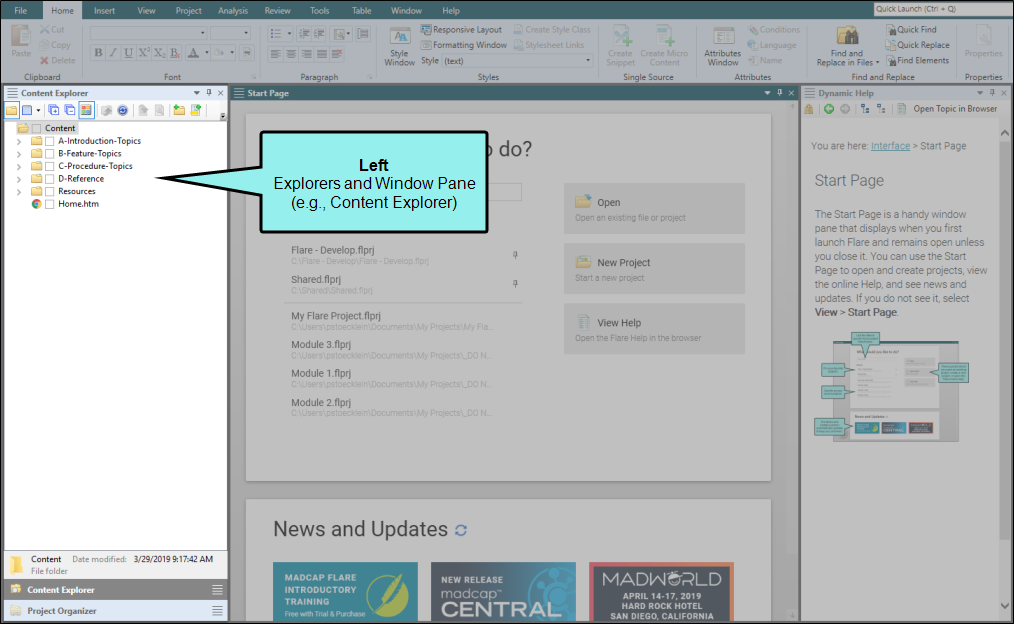 File Home Insert View Project Analysis Review Tools Table Window Help
Quick Launch (Ctrl + Q)
Paste
Cut
Copy
Delete
Clipboard
B I U X² X₂ B A
Font
Paragraph
Style Window
Responsive Layout
Formatting Window
Style (text)
Create Style Class
Stylesheet Links
Styles
Create Snippet
Create Micro Content
Single Source
Attributes Window
Conditions
Language
Name
Attributes
Find and Replace in Files
Quick Find
Quick Replace
Find Elements
Find and Replace
Properties
Properties
Content Explorer
Content
A-Introduction-Topics
B-Feature-Topics
C-Procedure-Topics
D-Reference
Resources
Home.htm
Content Date modified: 3/29/2019 9:17:42 AM
File folder
Content Explorer
Project Organizer
Start Page
o do?
Left
Explorers and Window Pane
(e.g., Content Explorer)
Flare - Develop.flprj
C:\Flare - Develop\Flare - Develop.flprj
Shared.flprj
C:\Shared\Shared.flprj
My Flare Project.flprj
C:\Users\pstoecklein\Documents\My Projects\My Fla...
Module 3.flprj
C:\Users\pstoecklein\Documents\My Projects\_DO N...
Module 1.flprj
C:\Users\pstoecklein\Documents\My Projects\_DO N...
Module 2.flprj
C:\Users\pstoecklein\Documents\My Projects\_DO N...
Open
Open an existing file or project
New Project
Start a new project
View Help
Open the Flare Help in the browser
News and Updates
MADCAP FLARE
INTRODUCTORY
TRAINING
Free with Trial & Purchase
NEW RELEASE
madcap
CENTRAL
MADWORLD
APRIL 14-17, 2019
HARD ROCK HOTEL
SAN DIEGO, CALIFORNIA
Dynamic Help
Open Topic in Browser
You are here: Interface > Start Page
Start Page
The Start Page is a handy window
pane that displays when you first
launch Flare and remains open unless
you close it. You can use the Start
Page to open and create projects, view
the online Help, and see news and
updates. If you do not see it, select
View > Start Page.
News and Updates